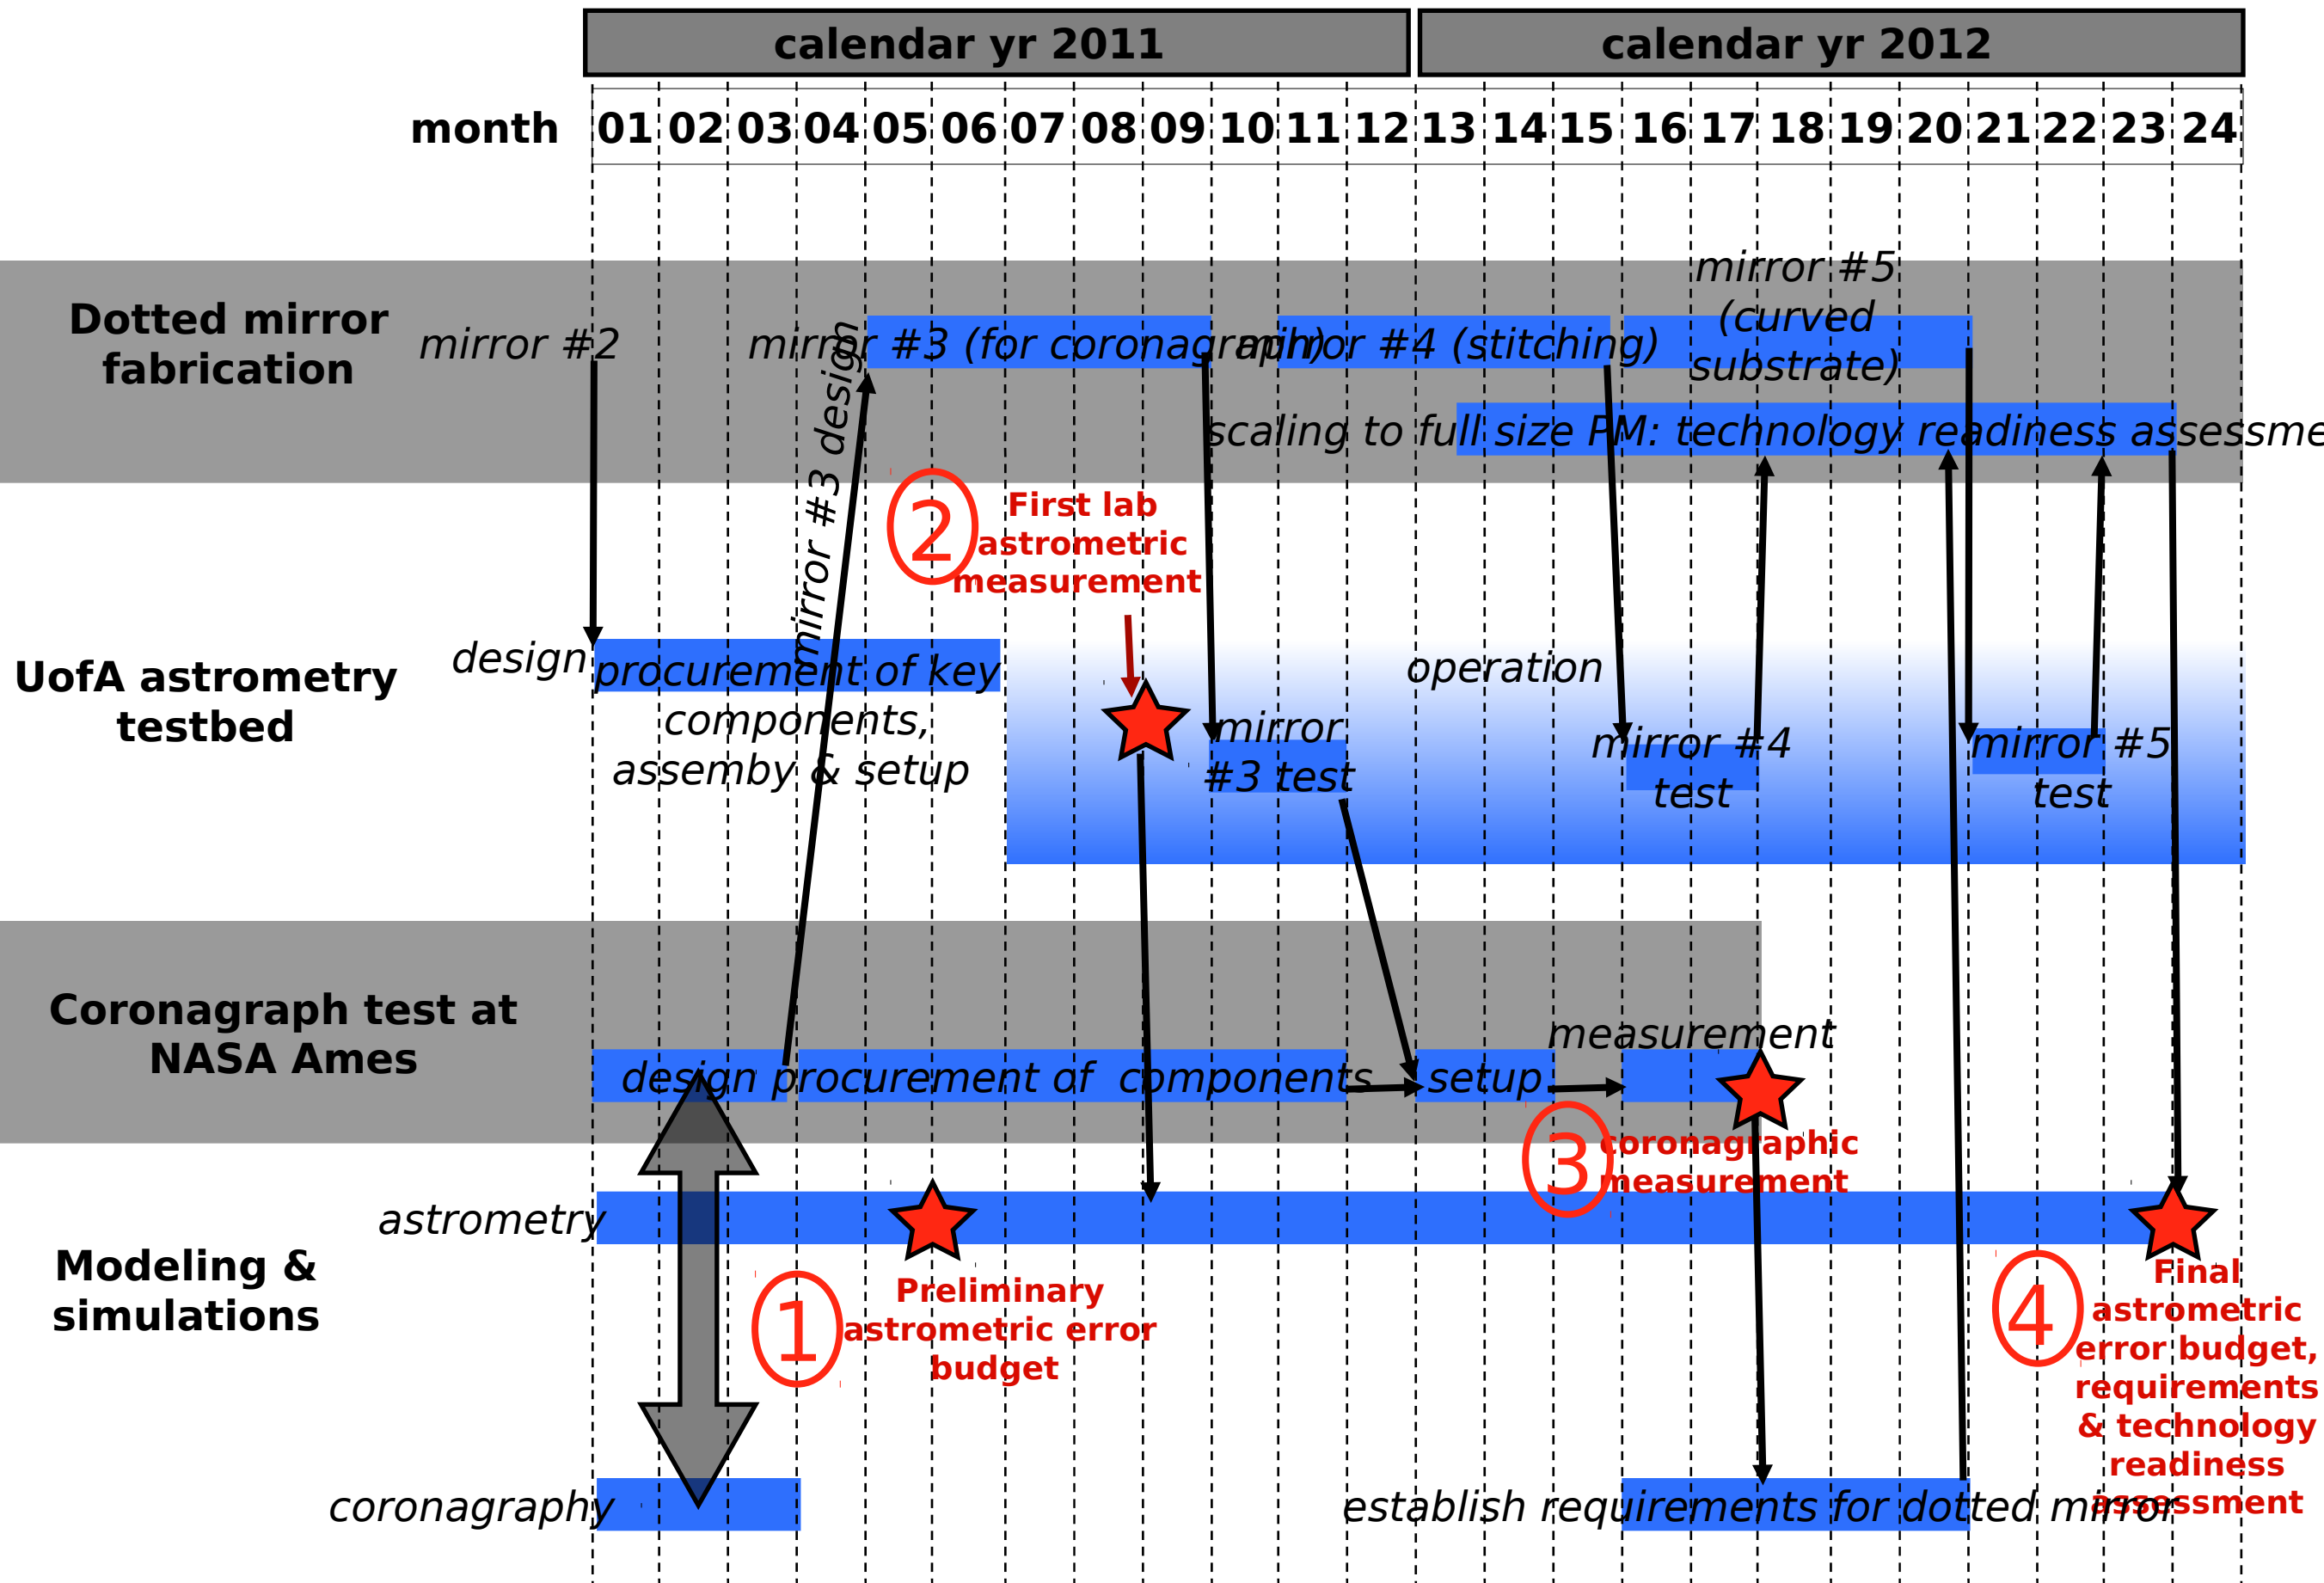 calendar yr 2011
calendar yr 2012
month
01 02 03 04 05 06 07 08 09 10 11 12 13 14 15 16 17 18 19 20 21 22 23 24
Dotted mirror
fabrication
mirror #2
mirror #3 (for coronagraph)
mirror #4 (stitching)
mirror #5
(curved
substrate)
scaling to full size PM: technology readiness assessme
mirror #3 design
2
First lab
astrometric
measurement
UofA astrometry
testbed
design
procurement of key
components,
assemby & setup
operation
mirror
#3 test
mirror #4
test
mirror #5
test
Coronagraph test at
NASA Ames
design
procurement of components
setup
measurement
3
coronagraphic
measurement
Modeling &
simulations
astrometry
1
Preliminary
astrometric error
budget
4
Final
astrometric
error budget,
requirements
& technology
readiness
assessment
coronagraphy
establish requirements for dotted mirror